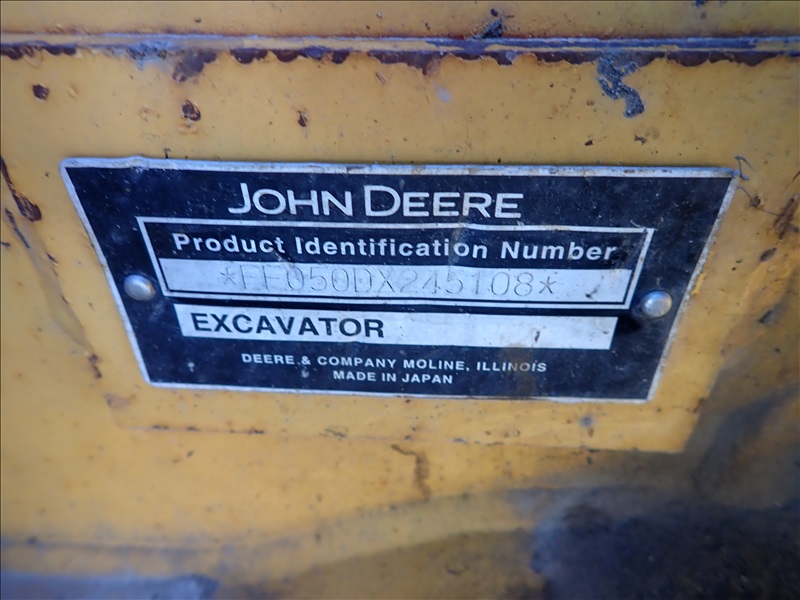 JOHN DEERE
Product Identification Number
*FF050DX245108*
EXCAVATOR
DEERE & COMPANY MOLINE, ILLINOIS
MADE IN JAPAN